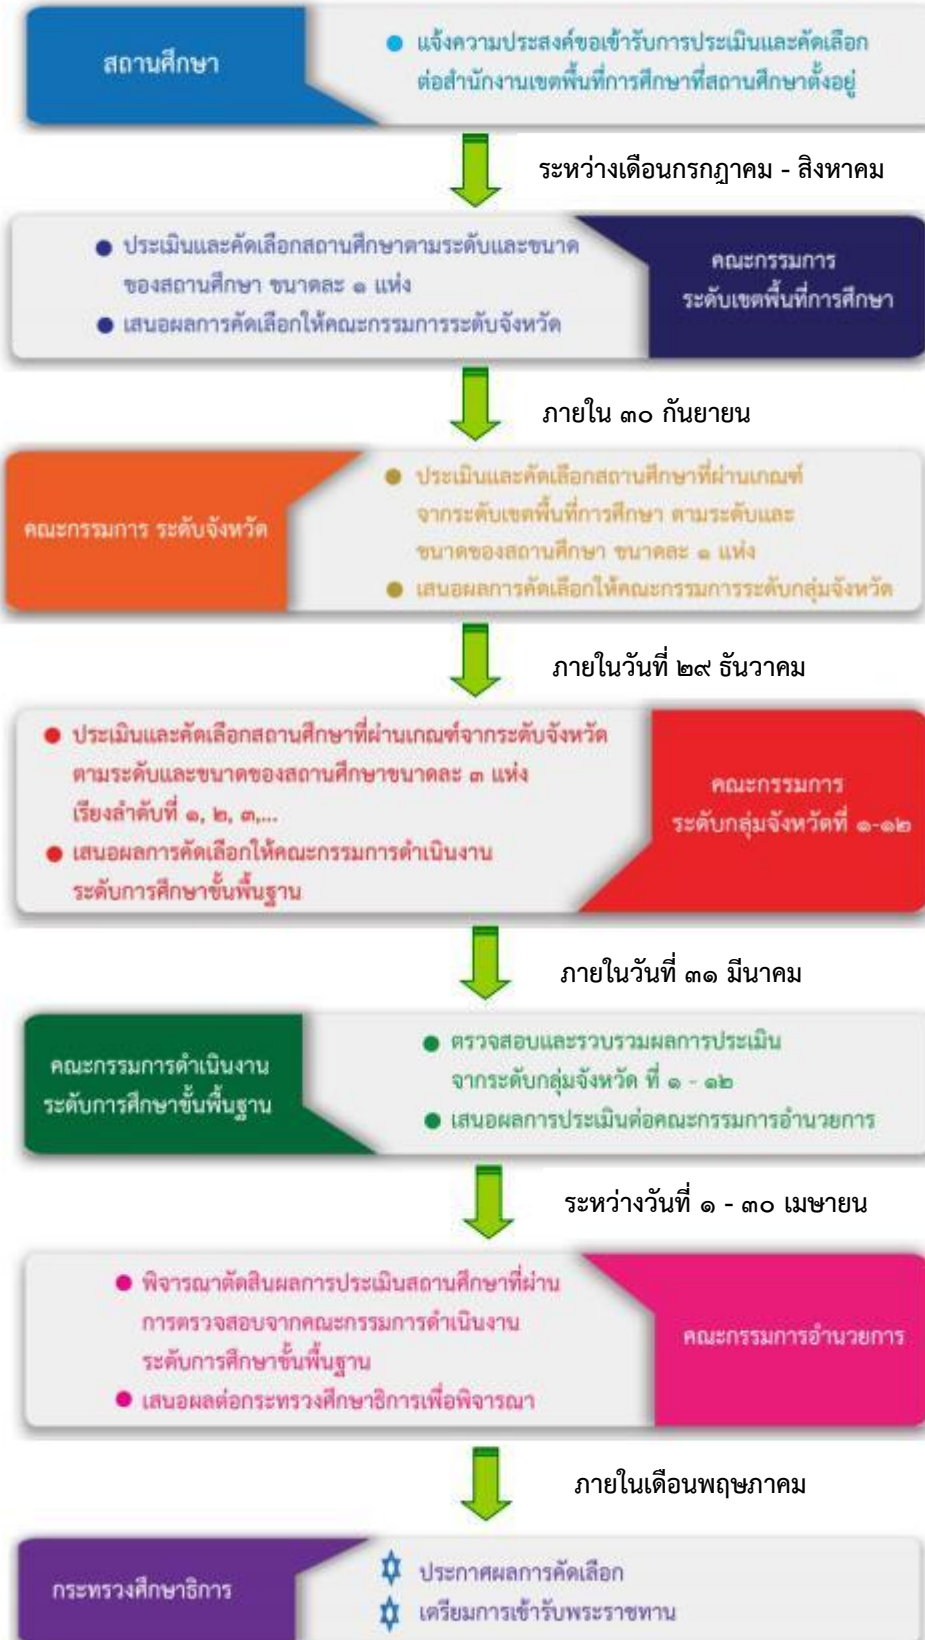 สถานศึกษา
แจ้งความประสงค์ขอเข้ารับการประเมินและคัดเลือก
ต่อสำนักงานเขตพื้นที่การศึกษาที่สถานศึกษาตั้งอยู่
ระหว่างเดือนกรกฎาคม - สิงหาคม
ประเมินและคัดเลือกสถานศึกษาตามระดับและขนาด
ของสถานศึกษา ขนาดละ ๑ แห่ง
เสนอผลการคัดเลือกให้คณะกรรมการระดับจังหวัด
คณะกรรมการ
ระดับเขตพื้นที่การศึกษา
ภายใน ๓๐ กันยายน
คณะกรรมการ ระดับจังหวัด
ประเมินและคัดเลือกสถานศึกษาที่ผ่านเกณฑ์
จากระดับเขตพื้นที่การศึกษา ตามระดับและ
ขนาดของสถานศึกษา ขนาดละ ๑ แห่ง
เสนอผลการคัดเลือกให้คณะกรรมการระดับกลุ่มจังหวัด
ภายในวันที่ ๒๙ ธันวาคม
ประเมินและคัดเลือกสถานศึกษาที่ผ่านเกณฑ์จากระดับจังหวัด
ตามระดับและขนาดของสถานศึกษาขนาดละ ๓ แห่ง
เรียงลำดับที่ ๑, ๒, ๓,...
เสนอผลการคัดเลือกให้คณะกรรมการดำเนินงาน
ระดับการศึกษาขั้นพื้นฐาน
คณะกรรมการ
ระดับกลุ่มจังหวัดที่ ๑-๑๒
ภายในวันที่ ๓๑ มีนาคม
คณะกรรมการดำเนินงาน
ระดับการศึกษาขั้นพื้นฐาน
ตรวจสอบและรวบรวมผลการประเมิน
จากระดับกลุ่มจังหวัด ที่ ๑ - ๑๒
เสนอผลการประเมินต่อคณะกรรมการอำนวยการ
ระหว่างวันที่ ๑ - ๓๐ เมษายน
พิจารณาตัดสินผลการประเมินสถานศึกษาที่ผ่าน
การตรวจสอบจากคณะกรรมการดำเนินงาน
ระดับการศึกษาขั้นพื้นฐาน
เสนอผลต่อกระทรวงศึกษาธิการเพื่อพิจารณา
คณะกรรมการอำนวยการ
ภายในเดือนพฤษภาคม
กระทรวงศึกษาธิการ
ประกาศผลการคัดเลือก
เตรียมการเข้ารับพระราชทาน